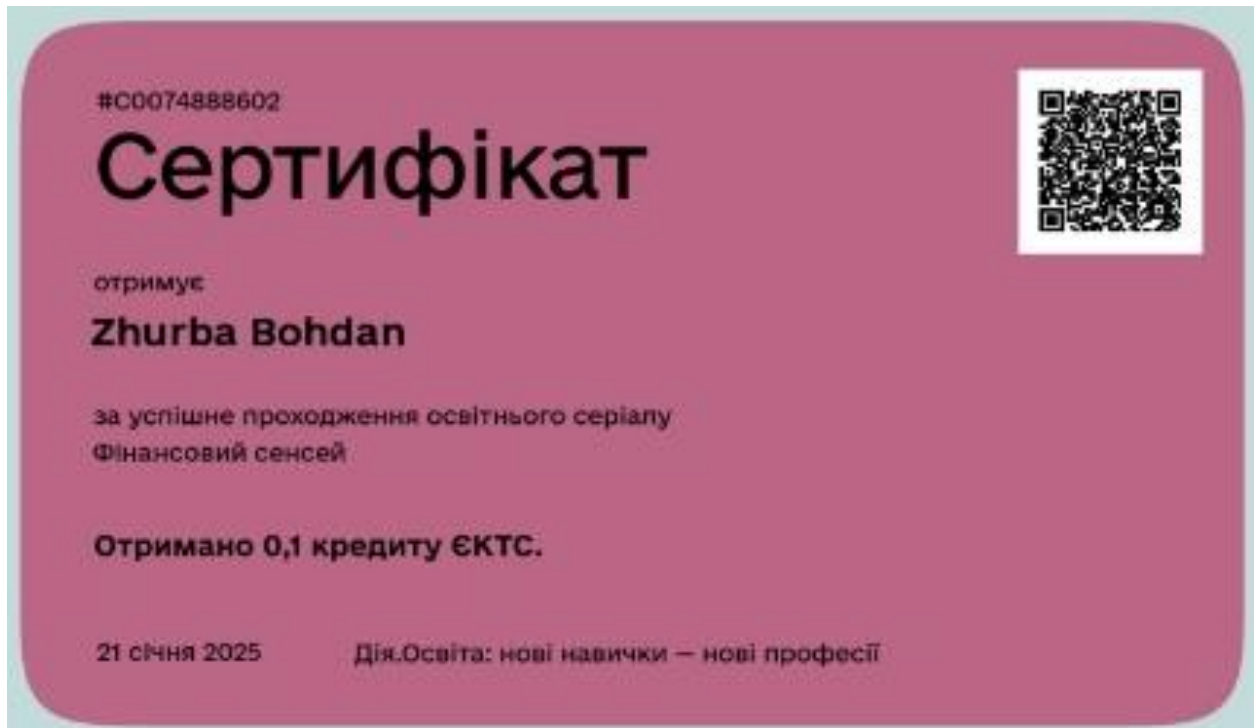 #C0074888602
Сертифікат
отримує
Zhurba Bohdan
за успішне проходження освітнього серіалу
Фінансовий сенсей
Отримано 0,1 кредиту ЄКТС.
21 січня 2025
Дія.Освіта: нові навички — нові професії